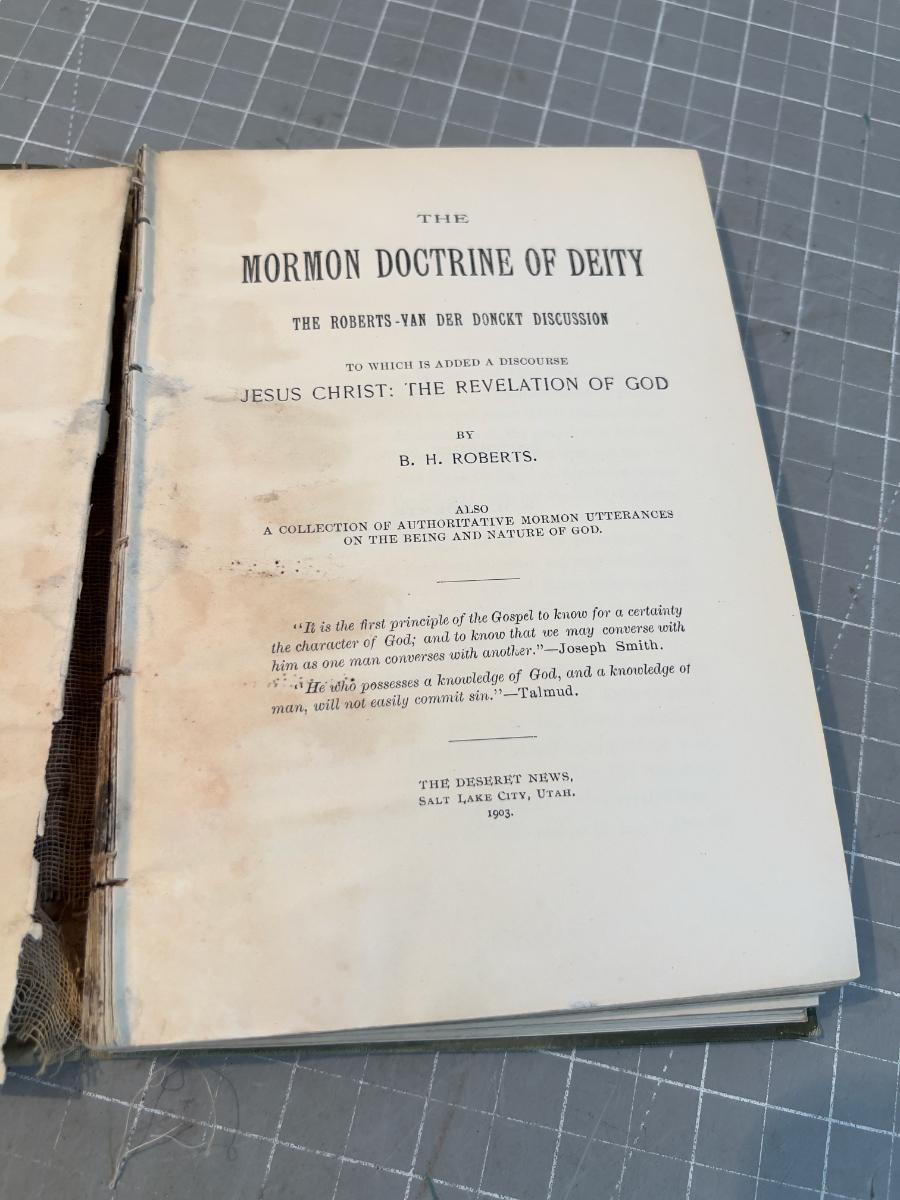 THE
MORMON DOCTRINE OF DEITY
THE ROBERTS-VAN DER DONCKT DISCUSSION
TO WHICH IS ADDED A DISCOURSE
JESUS CHRIST: THE REVELATION OF GOD
BY
B. H. ROBERTS.
ALSO
A COLLECTION OF AUTHORITATIVE MORMON UTTERANCES
ON THE BEING AND NATURE OF GOD.
“It is the first principle of the Gospel to know for a certainty
the character of God; and to know that we may converse with
him as one man converses with another.”—Joseph Smith.
“He who possesses a knowledge of God, and a knowledge of
man, will not easily commit sin.”—Talmud.
THE DESERET NEWS,
SALT LAKE CITY, UTAH.
1903.